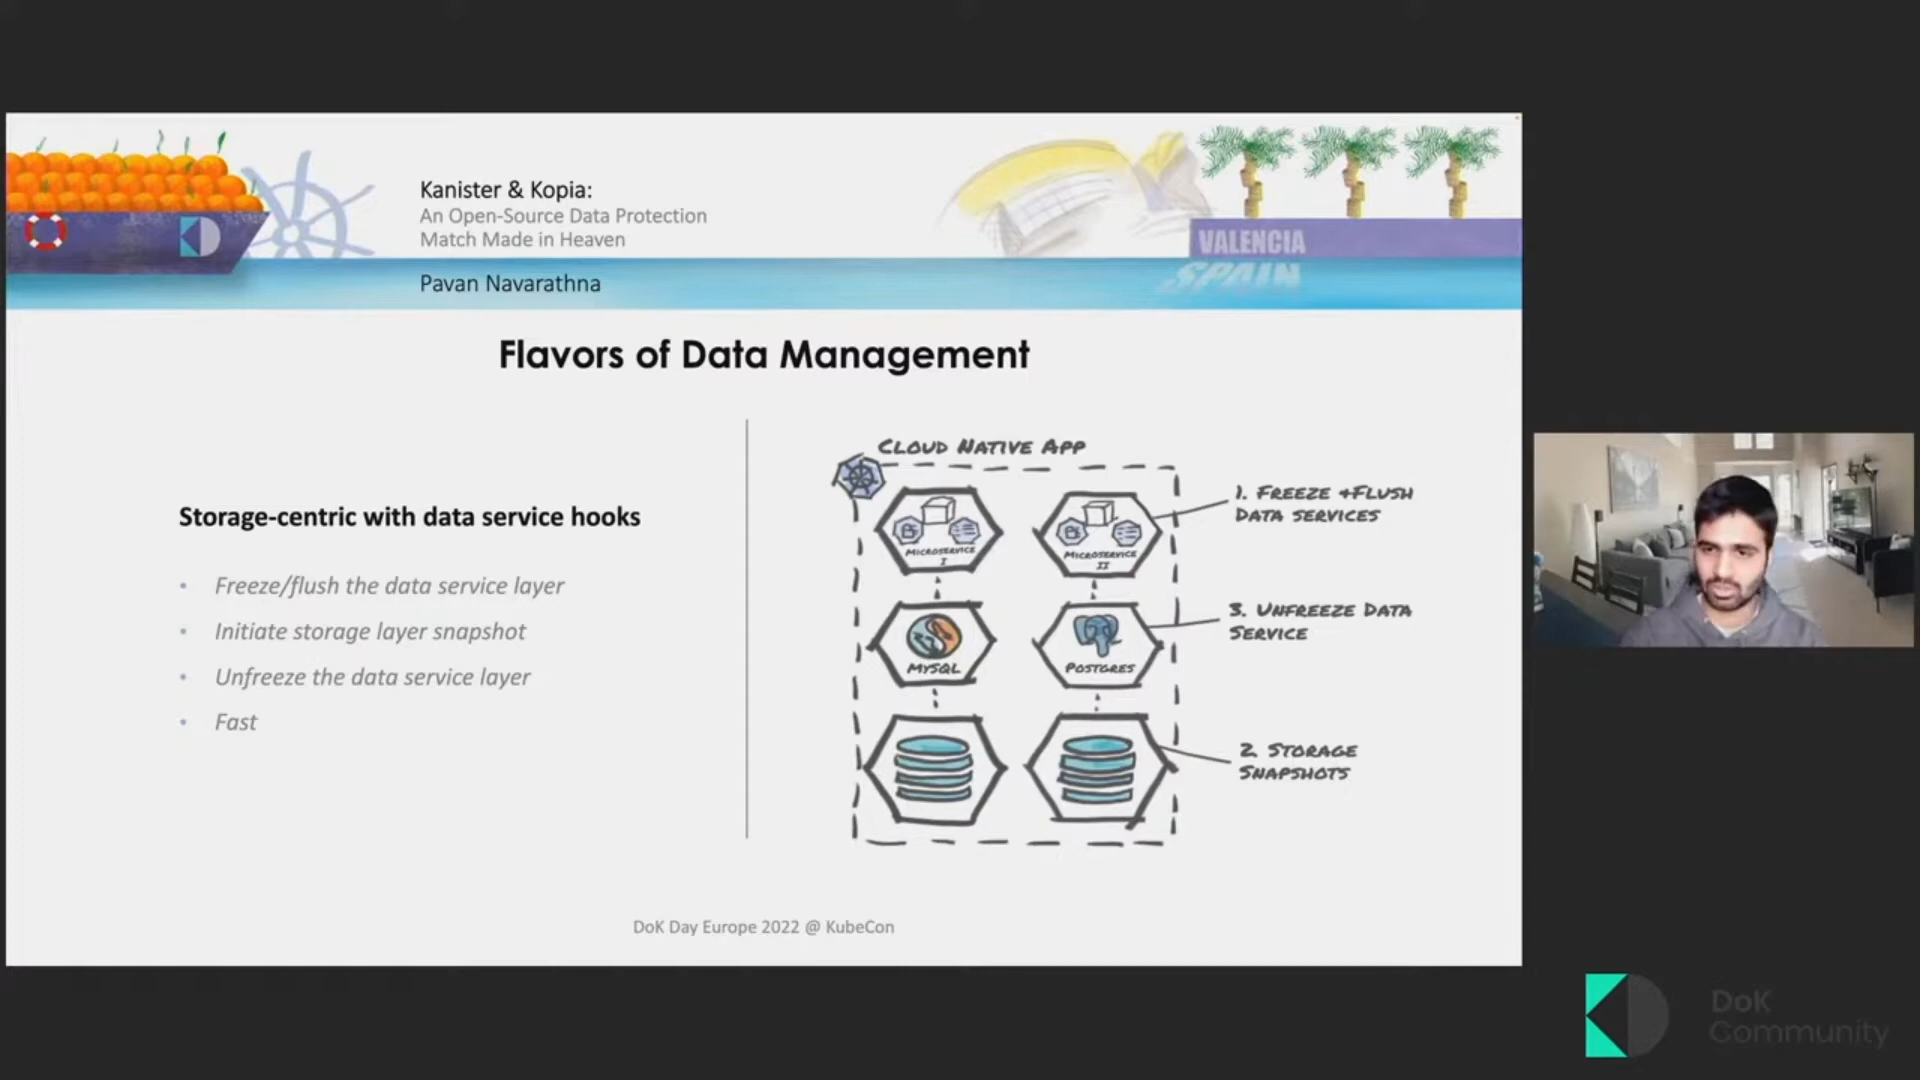 Kanister & Kopia:
An Open-Source Data Protection
Match Made in Heaven
Pavan Navarathna
VALENCIA
SPAIN
Flavors of Data Management
Storage-centric with data service hooks
• Freeze/flush the data service layer
• Initiate storage layer snapshot
• Unfreeze the data service layer
• Fast
Cloud Native App
Microservice
I
Microservice
II
1. Freeze +Flush
Data services
MySQL
Postgres
3. Unfreeze Data
Service
2. Storage
Snapshots
DoK Day Europe 2022 @ KubeCon
DoK
Community